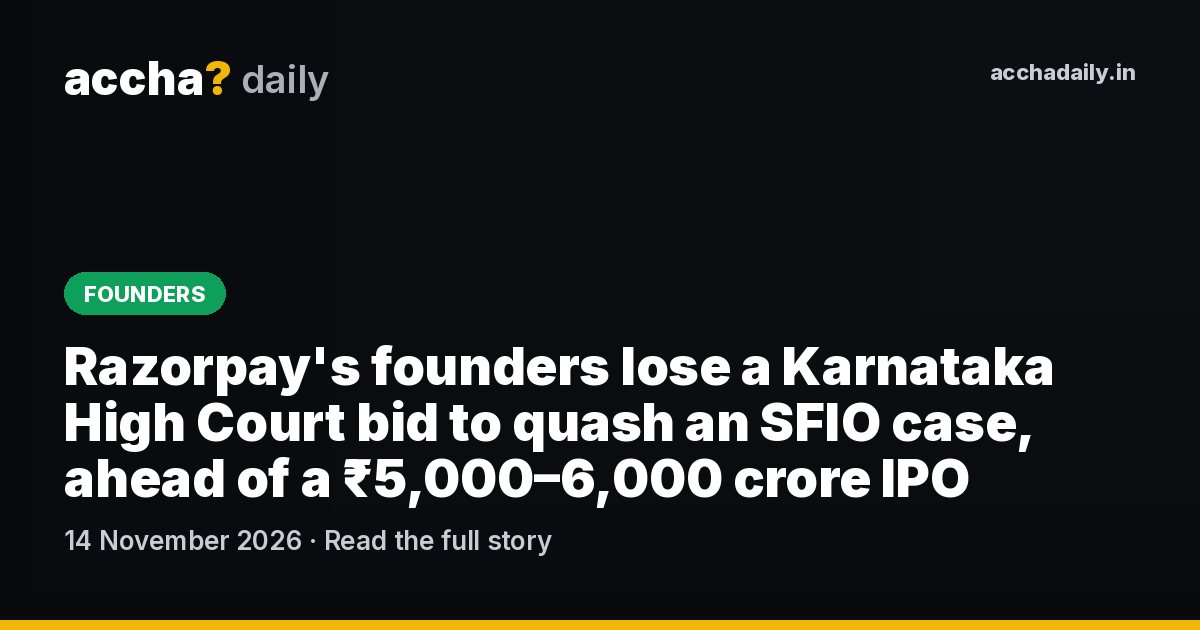 accha? daily
acchadaily.in
FOUNDERS
Razorpay's founders lose a Karnataka
High Court bid to quash an SFIO case,
ahead of a ₹5,000–6,000 crore IPO
14 November 2026 · Read the full story